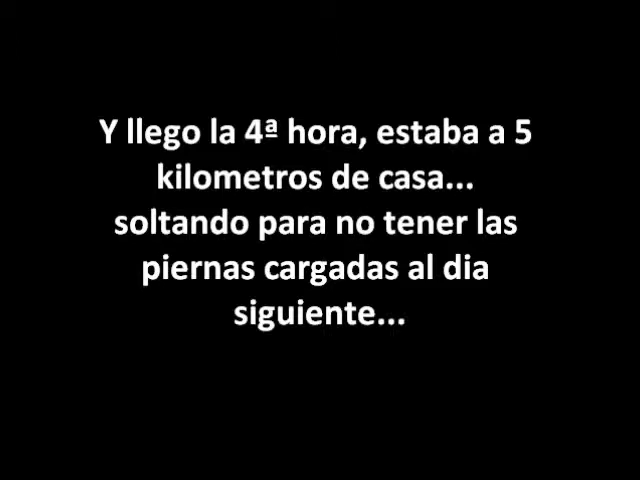 Y llego la 4ª hora, estaba a 5
kilometros de casa...
soltando para no tener las
piernas cargadas al dia
siguiente...